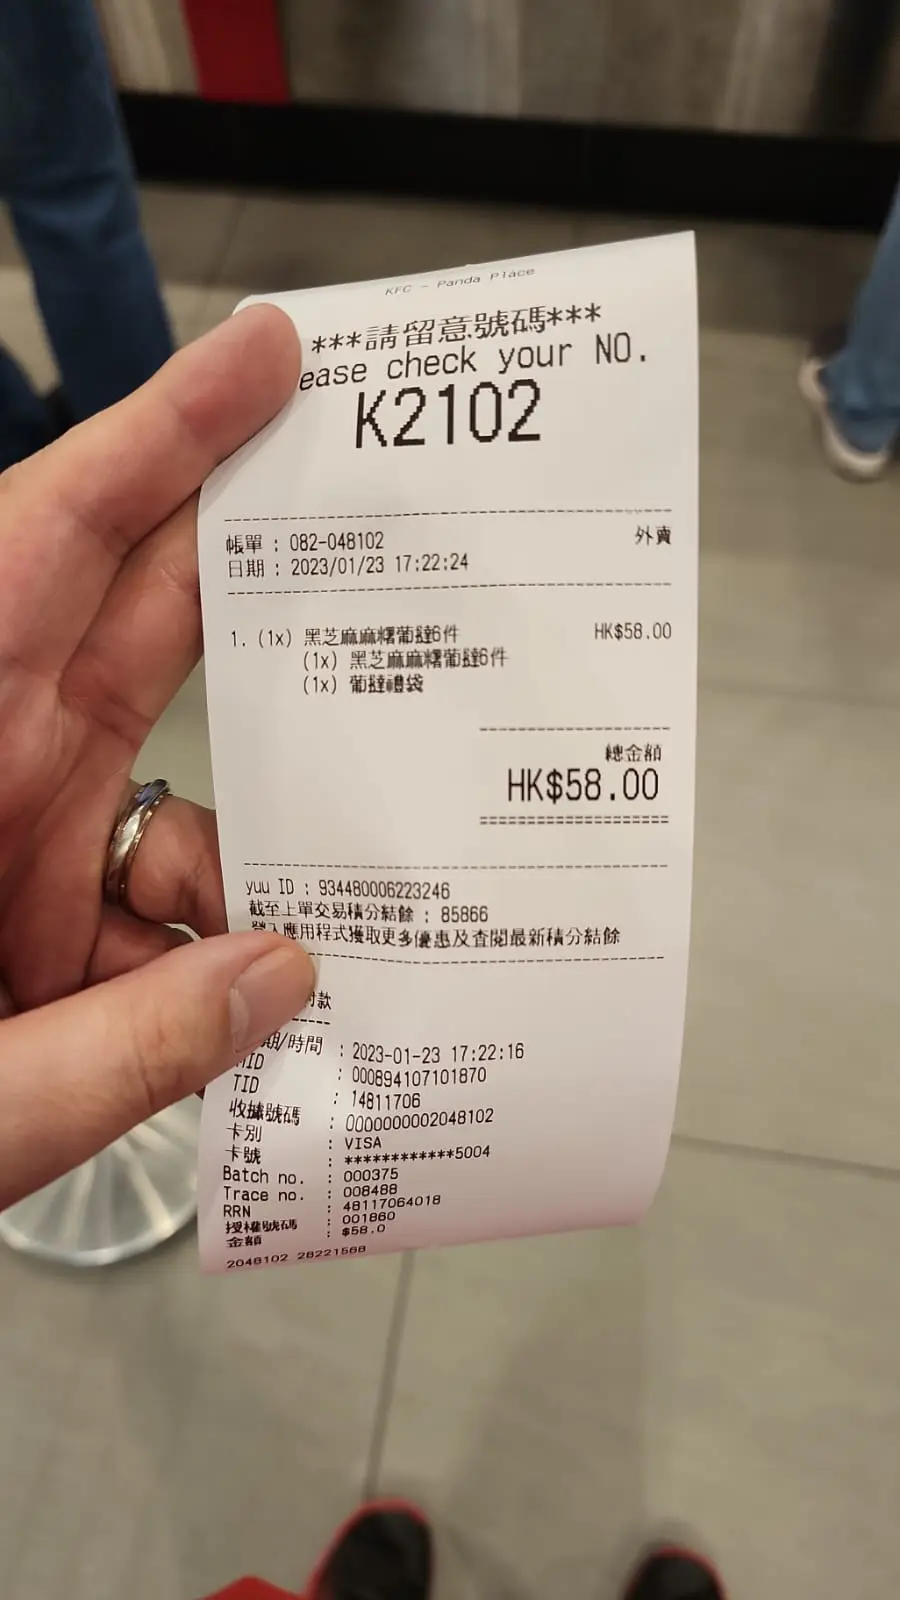 KFC - Panda Place
***請留意號碼***
ease check your NO.
K2102
帳單 : 082-048102 外賣
日期 : 2023/01/23 17:22:24
1. (1x) 黑芝麻麻糬葡撻6件 HK$58.00
(1x) 黑芝麻麻糬葡撻6件
(1x) 葡撻禮袋
總金額
HK$58.00
yuu ID : 934480006223246
截至上單交易積分結餘 : 85866
登入應用程式獲取更多優惠及查閱最新積分結餘
付款
期/時間 : 2023-01-23 17:22:16
MID : 000894107101870
TID : 14811706
收據號碼 : 0000000002048102
卡別 : VISA
卡號 : ************5004
Batch no. : 000375
Trace no. : 008488
RRN : 48117064018
授權號碼 : 001860
金額 : $58.0
2048102 28221568